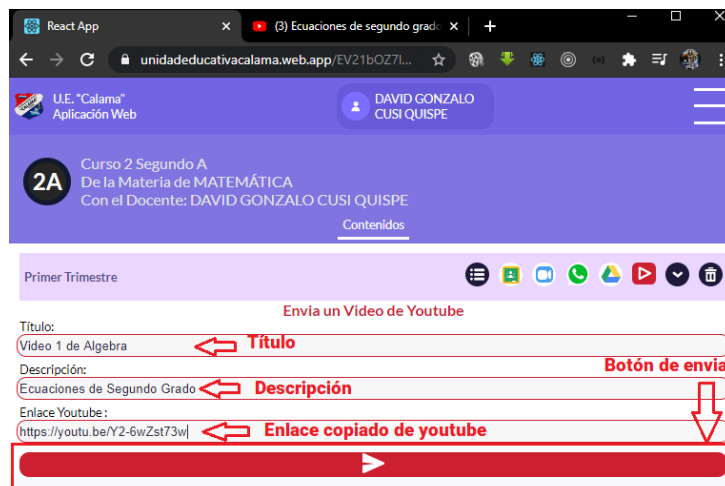 React App
(3) Ecuaciones de segundo grado
unidadeducativacalama.web.app/EV21bOZ7l...
U.E. "Calama"
Aplicación Web
DAVID GONZALO
CUSI QUISPE
2A
Curso 2 Segundo A
De la Materia de MATEMÁTICA
Con el Docente: DAVID GONZALO CUSI QUISPE
Contenidos
Primer Trimestre
Envia un Video de Youtube
Título:
Video 1 de Algebra
Título
Descripción:
Botón de envia
Ecuaciones de Segundo Grado
Descripción
Enlace Youtube :
https://youtu.be/Y2-6wZst73w
Enlace copiado de youtube